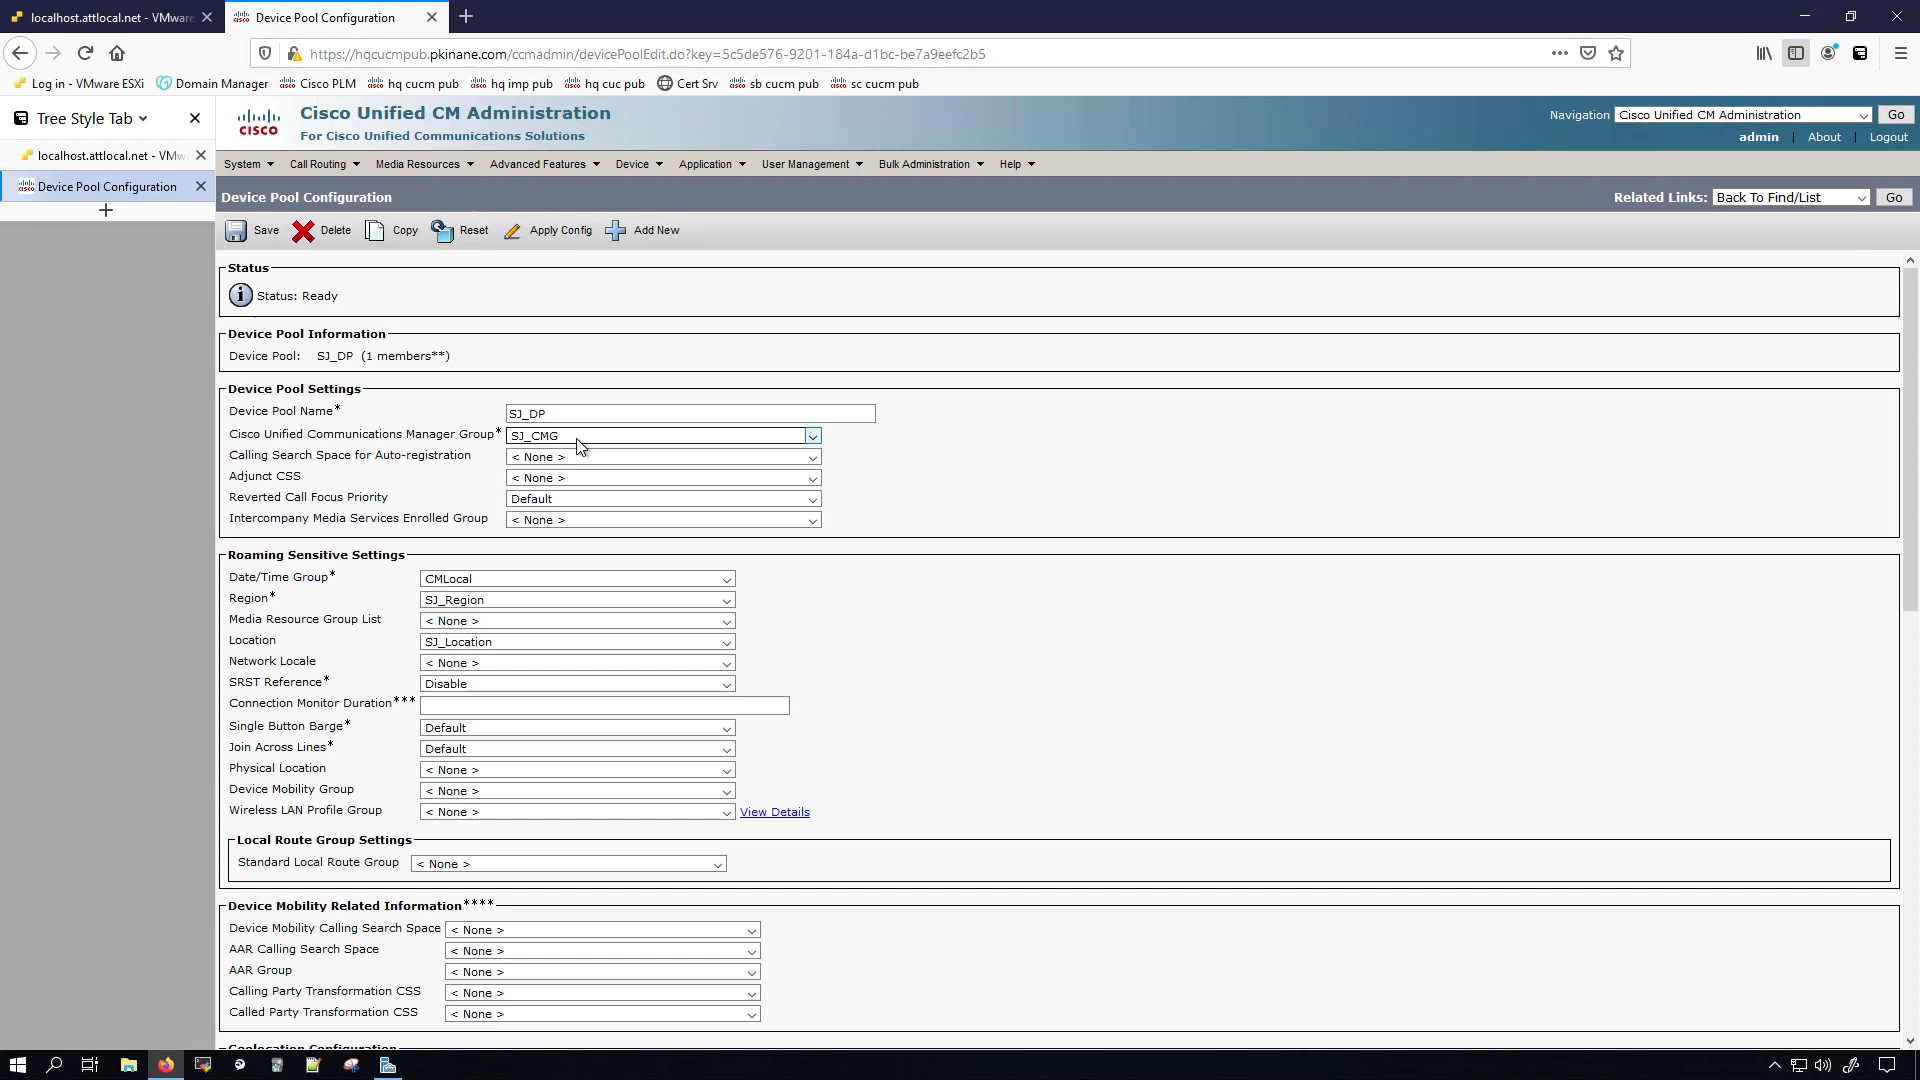 localhost.attlocal.net - VMware
Device Pool Configuration
https://hqcucmpub.pkinane.com/ccmadmin/devicePoolEdit.do?key=5c5de576-9201-184a-d1bc-be7a9eefc2b5
Log in - VMware ESXi Domain Manager Cisco PLM hq cucm pub hq imp pub hq cuc pub Cert Srv sb cucm pub sc cucm pub
Tree Style Tab
localhost.attlocal.net - VMw
Device Pool Configuration
CISCO
Cisco Unified CM Administration
For Cisco Unified Communications Solutions
Navigation Cisco Unified CM Administration Go
admin | About | Logout
System Call Routing Media Resources Advanced Features Device Application User Management Bulk Administration Help
Device Pool Configuration
Related Links: Back To Find/List Go
Save Delete Copy Reset Apply Config Add New
Status
i Status: Ready
Device Pool Information
Device Pool: SJ_DP (1 members**)
Device Pool Settings
Device Pool Name* SJ_DP
Cisco Unified Communications Manager Group* SJ_CMG
Calling Search Space for Auto-registration < None >
Adjunct CSS < None >
Reverted Call Focus Priority Default
Intercompany Media Services Enrolled Group < None >
Roaming Sensitive Settings
Date/Time Group* CMLocal
Region* SJ_Region
Media Resource Group List < None >
Location SJ_Location
Network Locale < None >
SRST Reference* Disable
Connection Monitor Duration***
Single Button Barge* Default
Join Across Lines* Default
Physical Location < None >
Device Mobility Group < None >
Wireless LAN Profile Group < None > View Details
Local Route Group Settings
Standard Local Route Group < None >
Device Mobility Related Information****
Device Mobility Calling Search Space < None >
AAR Calling Search Space < None >
AAR Group < None >
Calling Party Transformation CSS < None >
Called Party Transformation CSS < None >
Geolocation Configuration